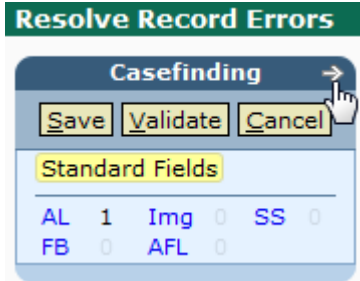 Resolve Record Errors
Casefinding →
Save Validate Cancel
Standard Fields
AL 1 Img 0 SS 0
FB 0 AFL 0